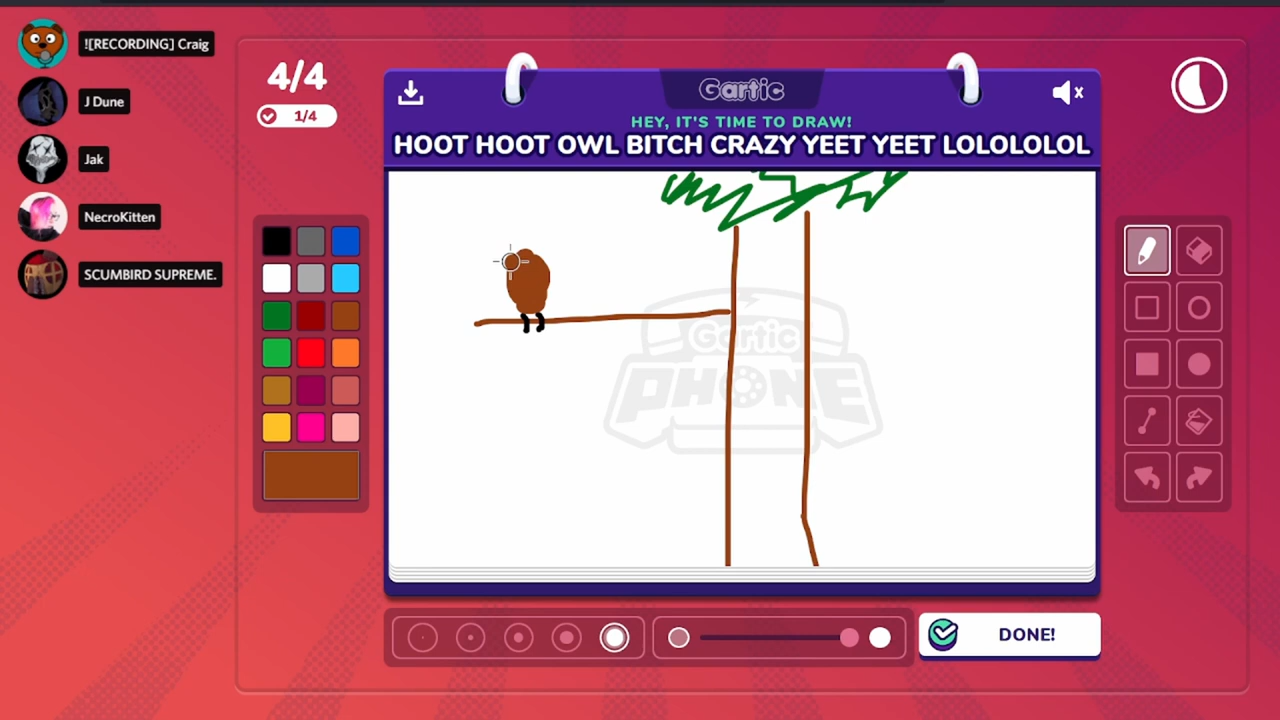 ![RECORDING] Craig
J Dune
Jak
NecroKitten
SCUMBIRD SUPREME.
4/4
1/4
Gartic
HEY, IT'S TIME TO DRAW!
HOOT HOOT OWL BITCH CRAZY YEET YEET LOLOLOLOL
Gartic
PHONE
DONE!